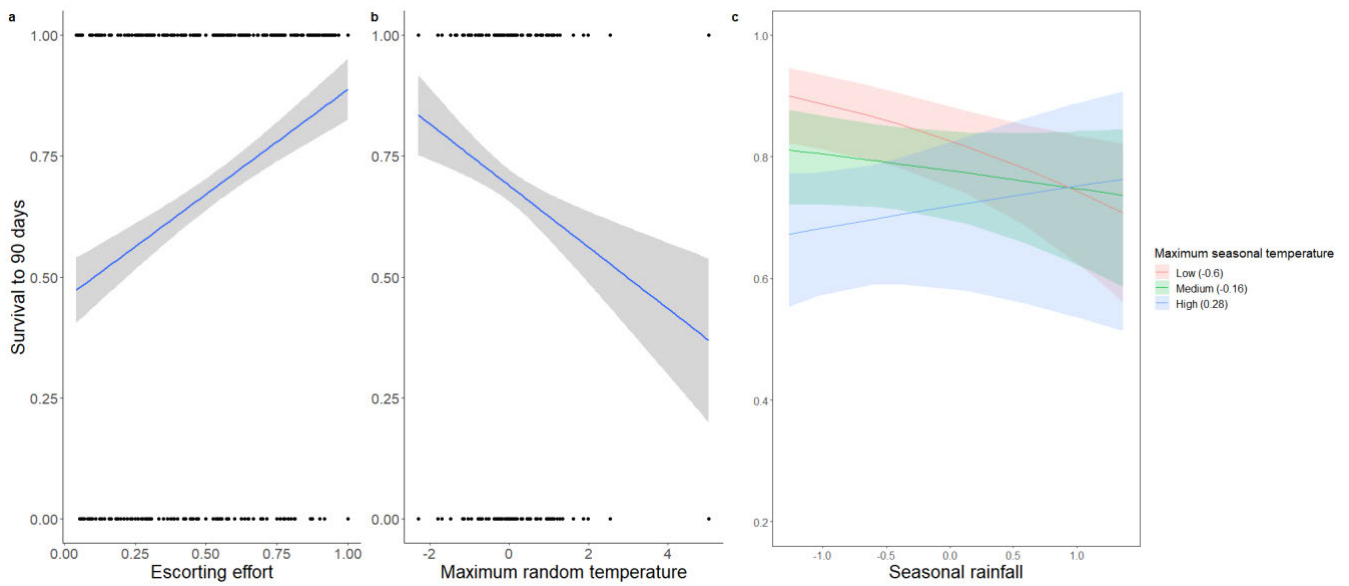 a
b
c
Survival to 90 days
1.00
0.75
0.50
0.25
0.00
0.00 0.25 0.50 0.75 1.00
Escorting effort
1.00
0.75
0.50
0.25
0.00
-2 0 2 4
Maximum random temperature
1.0
0.8
0.6
0.4
0.2
-1.0 -0.5 0.0 0.5 1.0
Seasonal rainfall
Maximum seasonal temperature
Low (-0.6)
Medium (-0.16)
High (0.28)